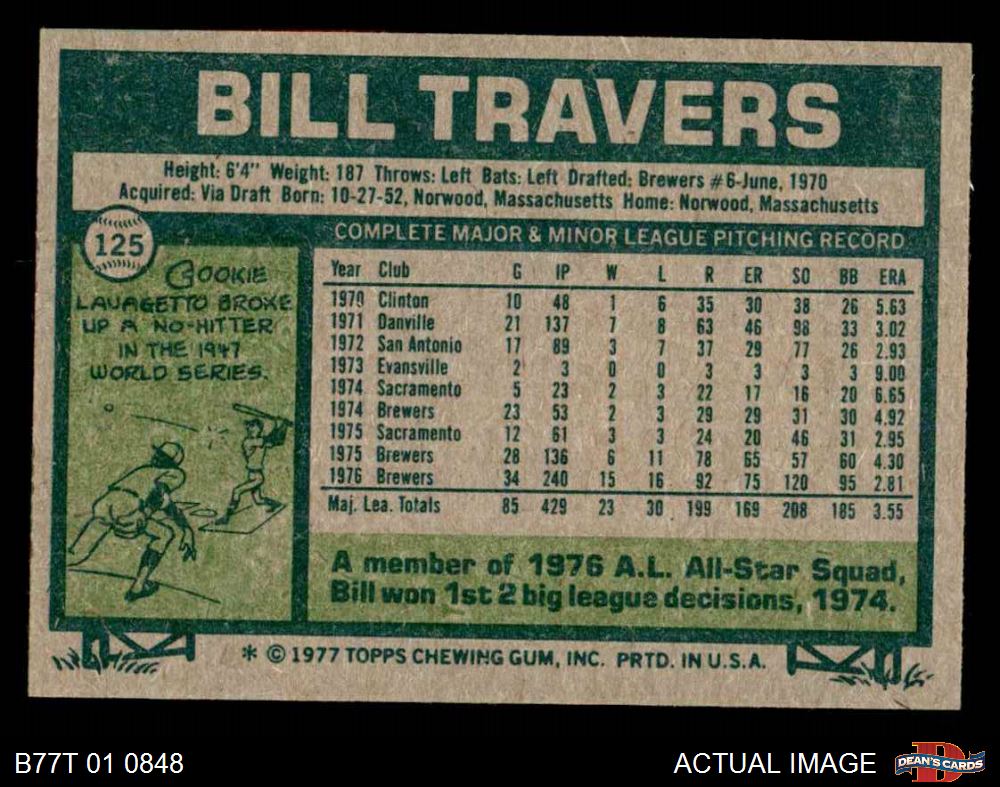 BILL TRAVERS
Height: 6'4" Weight: 187 Throws: Left Bats: Left Drafted: Brewers #6-June, 1970
Acquired: Via Draft Born: 10-27-52, Norwood, Massachusetts Home: Norwood, Massachusetts
125
COOKIE
LAVAGETTO BROKE
UP A NO-HITTER
IN THE 1947
WORLD SERIES.
COMPLETE MAJOR & MINOR LEAGUE PITCHING RECORD
Year Club G IP W L R ER SO BB ERA
1970 Clinton 10 48 1 6 35 30 38 26 5.63
1971 Danville 21 137 7 8 63 46 98 33 3.02
1972 San Antonio 17 89 3 7 37 29 77 26 2.93
1973 Evansville 2 3 0 0 3 3 3 3 9.00
1974 Sacramento 5 23 2 3 22 17 16 20 6.65
1974 Brewers 23 53 2 3 29 29 31 30 4.92
1975 Sacramento 12 61 3 3 24 20 46 31 2.95
1975 Brewers 28 136 6 11 78 65 57 60 4.30
1976 Brewers 34 240 15 16 92 75 120 95 2.81
Maj. Lea. Totals 85 429 23 30 199 169 208 185 3.55
A member of 1976 A.L. All-Star Squad,
Bill won 1st 2 big league decisions, 1974.
* © 1977 TOPPS CHEWING GUM, INC. PRTD. IN U.S.A.
B77T 01 0848
ACTUAL IMAGE
DEAN'S CARDS